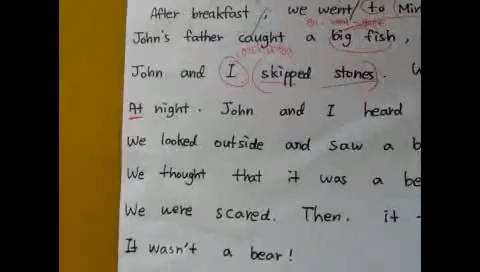 After breakfast, we went to
John's father caught a big fish,
John and I skipped stones.
At night. John and I heard
We looked outside and saw a
We thought that it was a
We were scared. Then. it
It wasn't a bear!